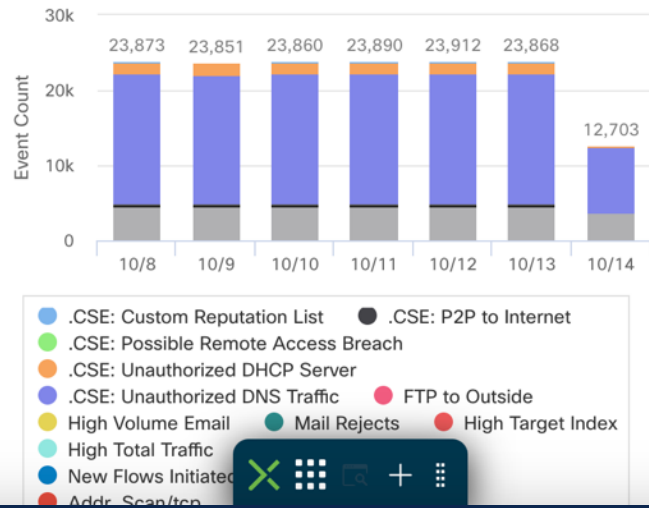 30k
23,873 23,851 23,860 23,890 23,912 23,868
20k
12,703
Event Count
10k
0
10/8 10/9 10/10 10/11 10/12 10/13 10/14
.CSE: Custom Reputation List .CSE: P2P to Internet
.CSE: Possible Remote Access Breach
.CSE: Unauthorized DHCP Server
.CSE: Unauthorized DNS Traffic FTP to Outside
High Volume Email Mail Rejects High Target Index
High Total Traffic
New Flows Initiated
Addr_Scan/tcp